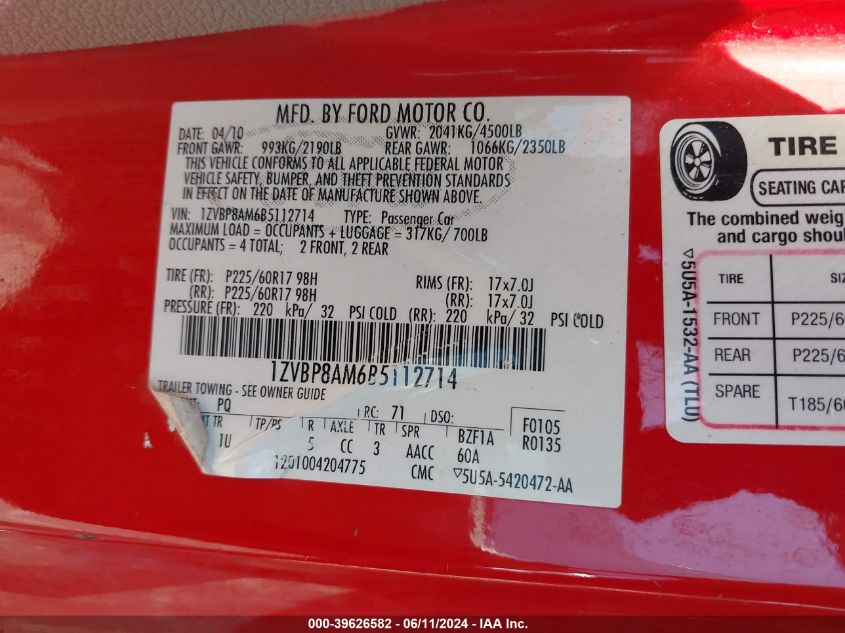 MFD. BY FORD MOTOR CO.
DATE: 04/10 GVWR: 2041KG/4500LB
FRONT GAWR: 993KG/2190LB REAR GAWR: 1066KG/2350LB
THIS VEHICLE CONFORMS TO ALL APPLICABLE FEDERAL MOTOR
VEHICLE SAFETY, BUMPER, AND THEFT PREVENTION STANDARDS
IN EFFECT ON THE DATE OF MANUFACTURE SHOWN ABOVE.
VIN: 1ZVBP8AM6B5112714 TYPE: Passenger Car
MAXIMUM LOAD = OCCUPANTS + LUGGAGE = 317KG/700LB
OCCUPANTS = 4 TOTAL; 2 FRONT, 2 REAR
TIRE (FR): P225/60R17 98H RIMS (FR): 17x7.0J
(RR): P225/60R17 98H (RR): 17x7.0J
PRESSURE (FR): 220 kPa/ 32 PSI COLD (RR): 220 kPa/ 32 PSI COLD
1ZVBP8AM6B5112714
TRAILER TOWING - SEE OWNER GUIDE
PQ RC: 71 DSO: F0105
TR TP/PS R AXLE TR SPR BZF1A R0135
1U 5 CC 3 AACC 60A
1201004204775 CMC ▽5U5A-5420472-AA
TIRE
SEATING CAP
The combined weig
and cargo shoul
▽5U5A-1532-AA (TLU)
TIRE SIZ
FRONT P225/6
REAR P225/6
SPARE T185/60
000-39626582 - 06/11/2024 - IAA Inc.